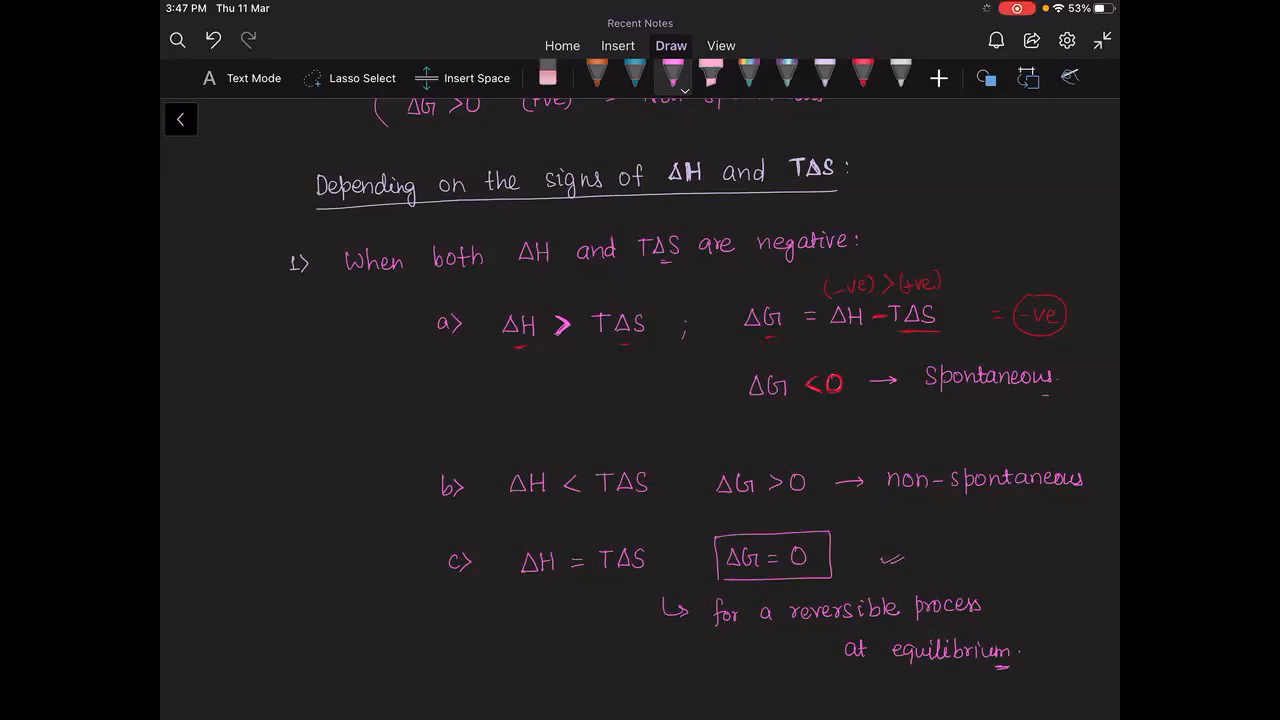 3:47 PM Thu 11 Mar
53%
Recent Notes
Home Insert Draw View
Text Mode Lasso Select Insert Space
ΔG >0 (+ve)
Depending on the signs of ΔH and TΔS :
1> When both ΔH and TΔS are negative:
(-ve) > (+ve)
a> ΔH > TΔS ; ΔG = ΔH - TΔS = -ve
ΔG < 0 → Spontaneous.
b> ΔH < TΔS ΔG > 0 → non-spontaneous
c> ΔH = TΔS ΔG = 0
↳ for a reversible process
at equilibrium.